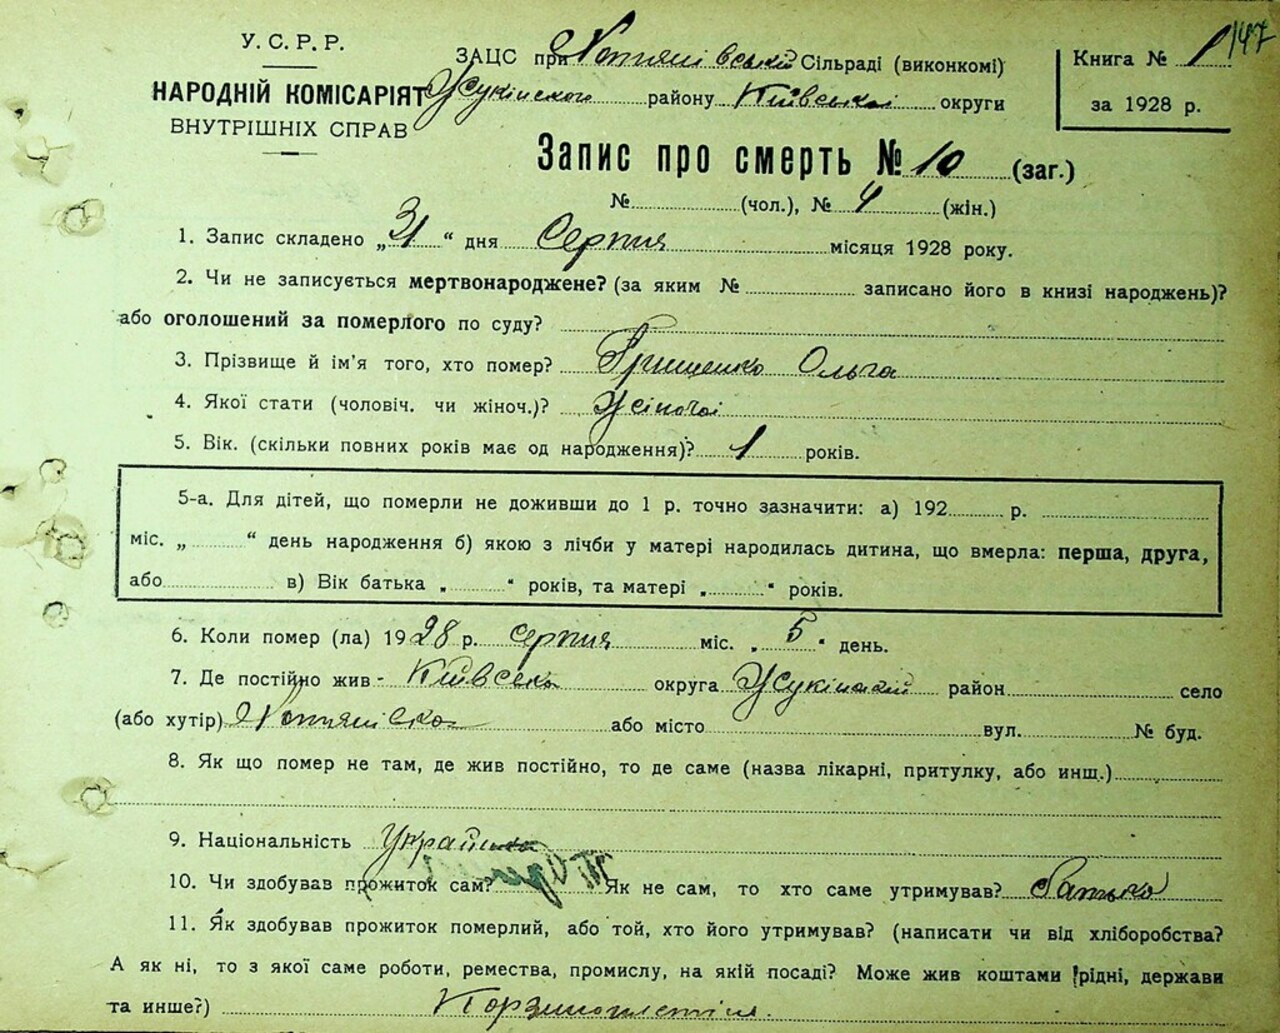 147
У. С. Р. Р.
НАРОДНІЙ КОМІСАРІЯТ
ВНУТРІШНІХ СПРАВ
ЗАЦС при Хотянівській Сільраді (виконкомі)
Жукінского району Київської округи
Книга № 1
за 1928 р.
Запис про смерть № 10 (заг.)
№ (чол.), № 4 (жін.)
1. Запис складено „31“ дня Серпня місяця 1928 року.
2. Чи не записується мертвонароджене? (за яким № записано його в книзі народжень)?
або оголошений за померлого по суду?
3. Прізвище й ім'я того, хто помер? Грищенко Ольга
4. Якої стати (чоловіч. чи жіноч.)? Жіночої
5. Вік. (скільки повних років має од народження)? 1 років.
5-а. Для дітей, що померли не доживши до 1 р. точно зазначити: а) 192 р.
міс. „ “ день народження б) якою з лічби у матері народилась дитина, що вмерла: перша, друга,
або в) Вік батька „ “ років, та матері „ “ років.
6. Коли помер (ла) 1928 р. серпня міс. „5“ день.
7. Де постійно жив - Київська округа Жукінский район село
(або хутір) Хотянівка або місто вул. № буд.
8. Як що помер не там, де жив постійно, то де саме (назва лікарні, притулку, або инш.)
9. Національність Українка
10. Чи здобував прожиток сам? Як не сам, то хто саме утримував? Батько
11. Як здобував прожиток померлий, або той, хто його утримував? (написати чи від хліборобства?
А як ні, то з якої саме роботи, ремества, промислу, на якій посаді? Може жив коштами рідні, держави
та инше?) Корзиноплетіля.